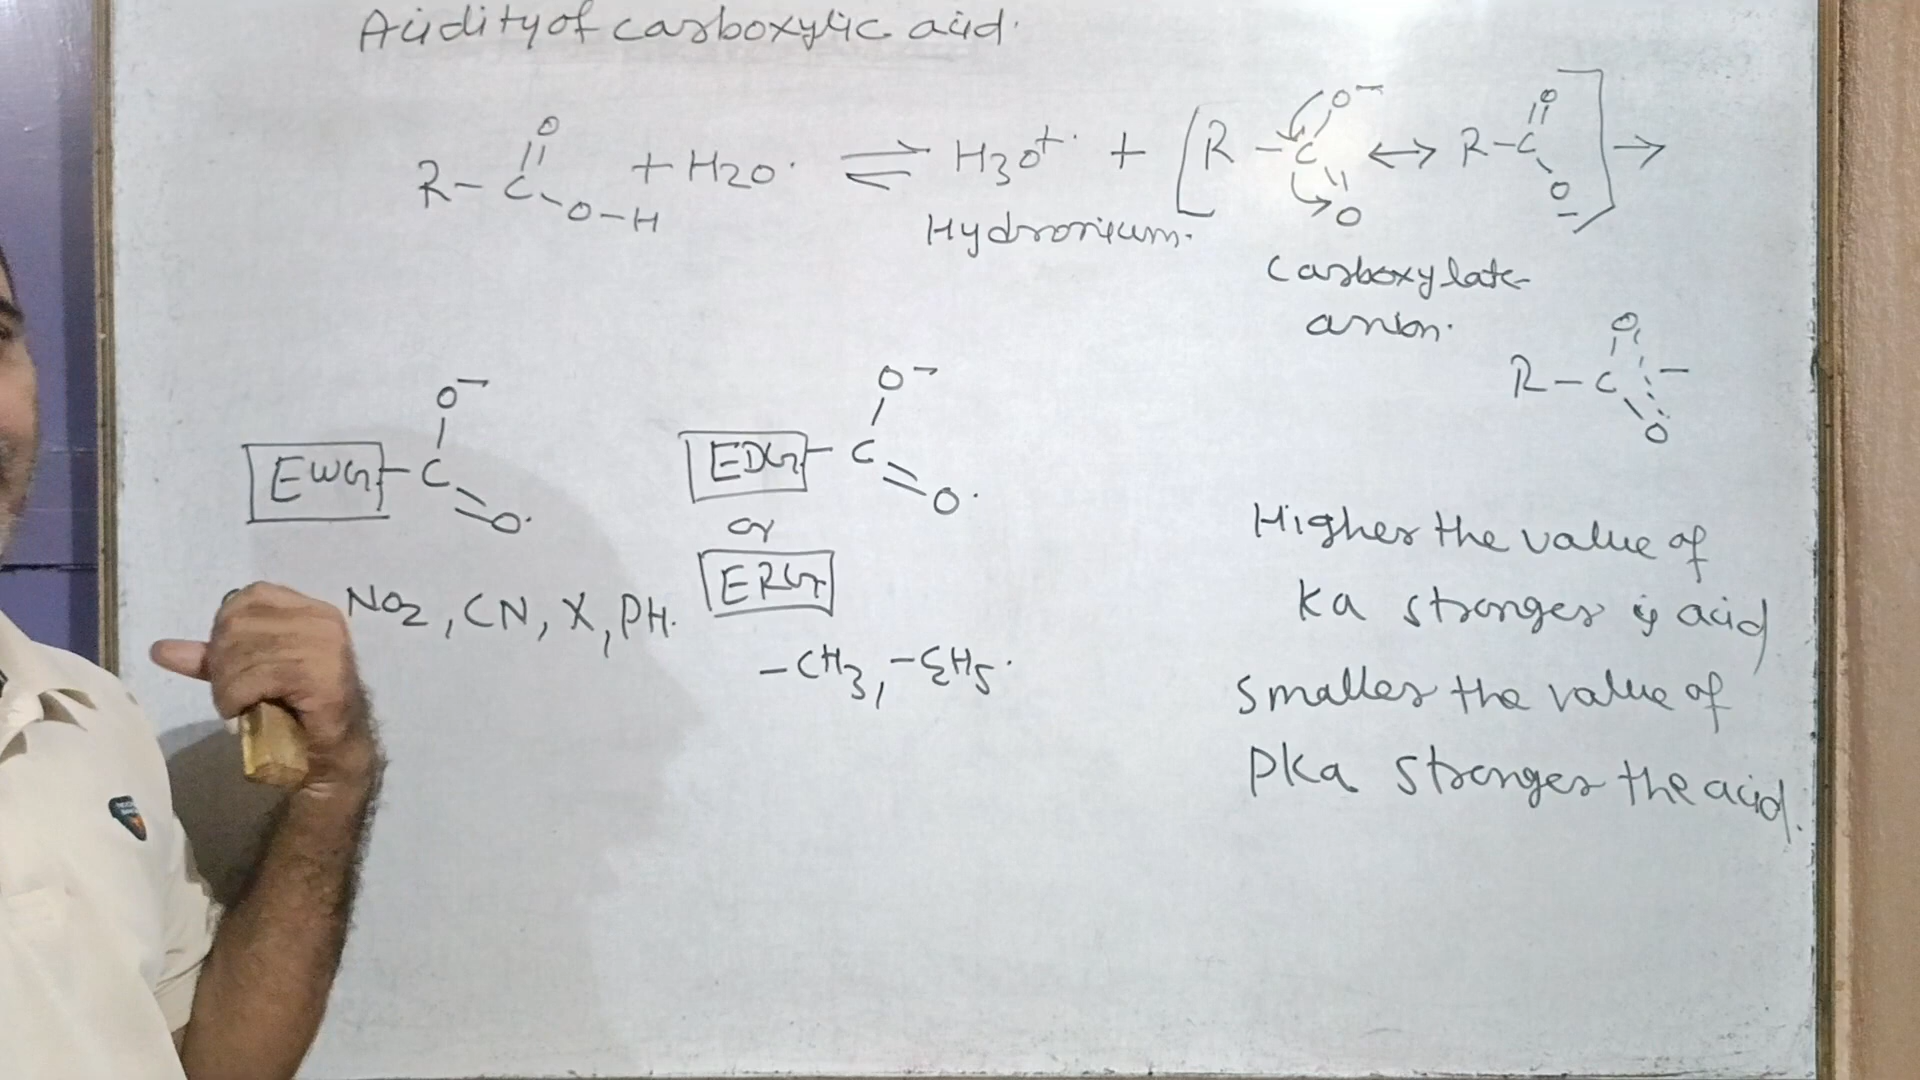 Acidity of carboxylic acid.
R-C(=O)-O-H + H2O ⇌ H3O+ + [R-C(O-)=O ↔ R-C(=O)-O-] →
Hydronium.
Carboxylate
anion.
R-C O O -
EWG-C(O-)=O
EDG-C(O-)=O.
or
ERG
NO2, CN, X, PH.
-CH3, -C2H5.
Higher the value of
Ka stronger is acid
Smaller the value of
PKa stronger the acid.